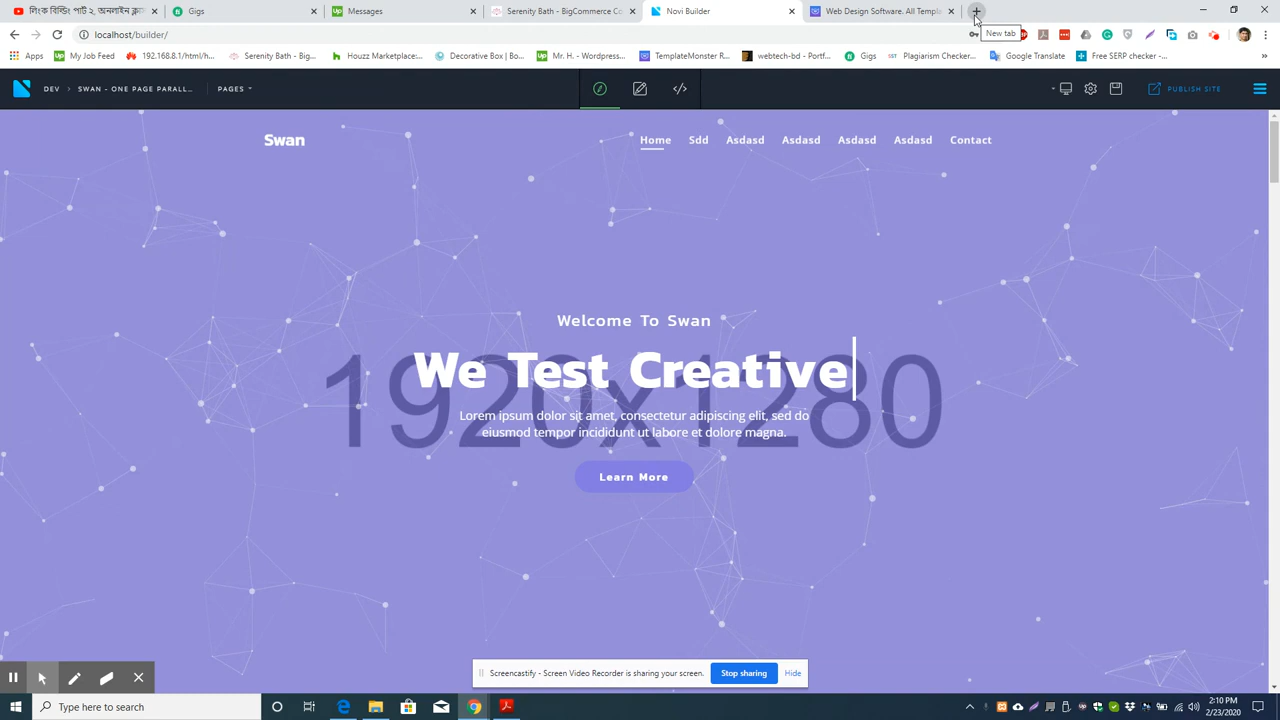 দিংক বিল্ডিং পার্ট ২, অনলাইন ক্লা
Gigs
Messages
Serenity Bath - BigCommerce Co
Novi Builder
Web Design Software. All Templa
localhost/builder/
New tab
Apps
My Job Feed
192.168.8.1/html/h...
Serenity Bath - Big...
Houzz Marketplace:...
Decorative Box | Bo...
Mr. H. - Wordpress...
TemplateMonster R...
webtech-bd - Portf...
Gigs
Plagiarism Checker...
Google Translate
Free SERP checker -...
DEV > SWAN - ONE PAGE PARALL...
PAGES
PUBLISH SITE
Swan
Home
Sdd
Asdasd
Asdasd
Asdasd
Asdasd
Contact
Welcome To Swan
We Test Creative
1920x1280
Lorem ipsum dolor sit amet, consectetur adipiscing elit, sed do
eiusmod tempor incididunt ut labore et dolore magna.
Learn More
Screencastify - Screen Video Recorder is sharing your screen.
Stop sharing
Hide
Type here to search
2:10 PM
2/23/2020